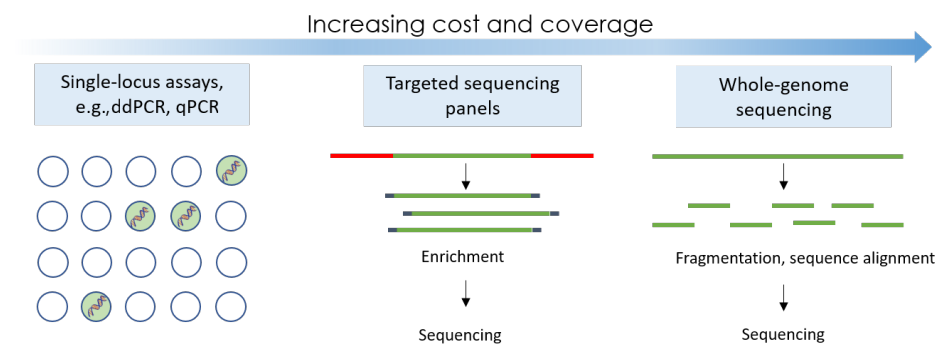 Increasing cost and coverage
Single-locus assays,
e.g.,ddPCR, qPCR
Targeted sequencing
panels
Whole-genome
sequencing
Enrichment
Sequencing
Fragmentation, sequence alignment
Sequencing